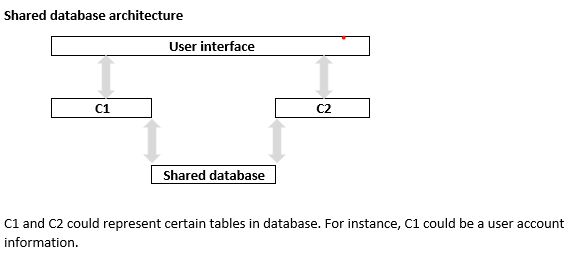 Shared database architecture
User interface
C1
C2
Shared database
C1 and C2 could represent certain tables in database. For instance, C1 could be a user account
information.